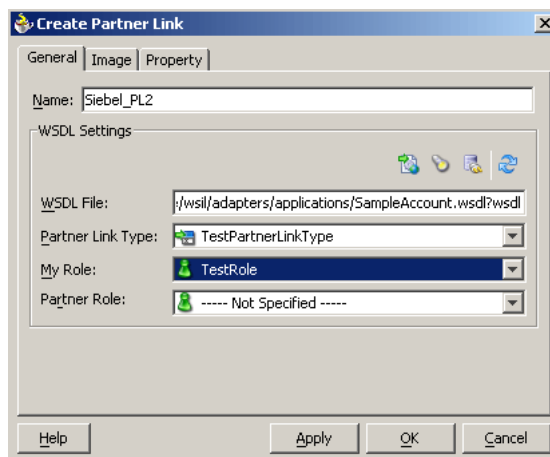 Create Partner Link
General Image Property
Name: Siebel_PL2
WSDL Settings
WSDL File: :/wsil/adapters/applications/SampleAccount.wsdl?wsdl
Partner Link Type: TestPartnerLinkType
My Role: TestRole
Partner Role: ----- Not Specified -----
Help Apply OK Cancel